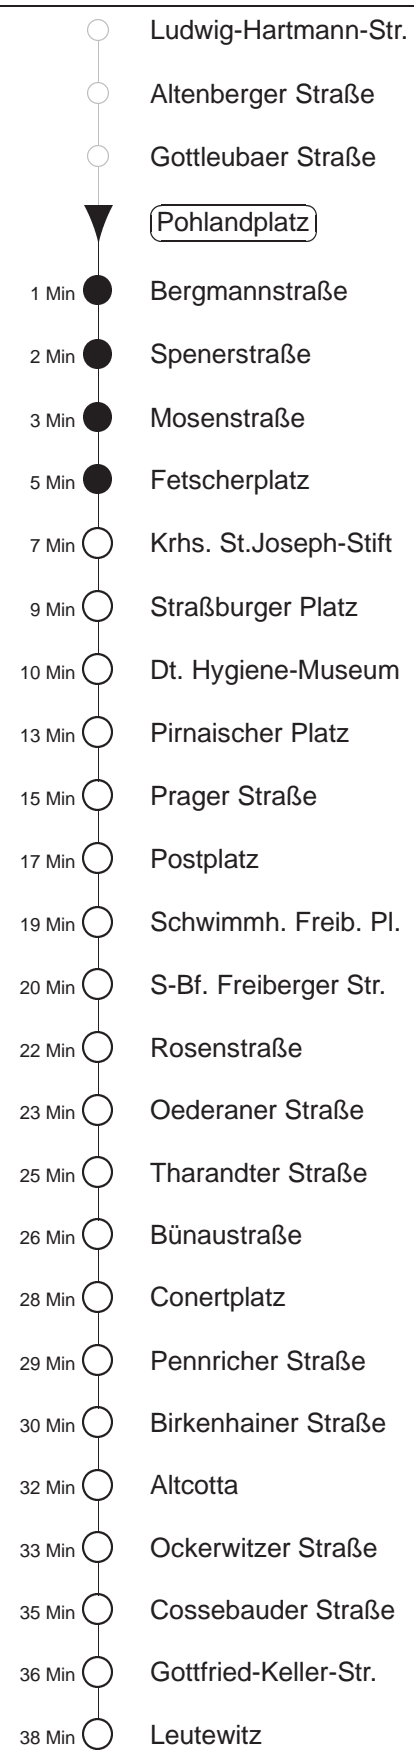 Ludwig-Hartmann-Str.
Altenberger Straße
Gottleubaer Straße
Pohlandplatz
1 Min Bergmannstraße
2 Min Spenerstraße
3 Min Mosenstraße
5 Min Fetscherplatz
7 Min Krhs. St.Joseph-Stift
9 Min Straßburger Platz
10 Min Dt. Hygiene-Museum
13 Min Pirnaischer Platz
15 Min Prager Straße
17 Min Postplatz
19 Min Schwimmh. Freib. Pl.
20 Min S-Bf. Freiberger Str.
22 Min Rosenstraße
23 Min Oederaner Straße
25 Min Tharandter Straße
26 Min Bünaustraße
28 Min Conertplatz
29 Min Pennricher Straße
30 Min Birkenhainer Straße
32 Min Altcotta
33 Min Ockerwitzer Straße
35 Min Cossebauder Straße
36 Min Gottfried-Keller-Str.
38 Min Leutewitz